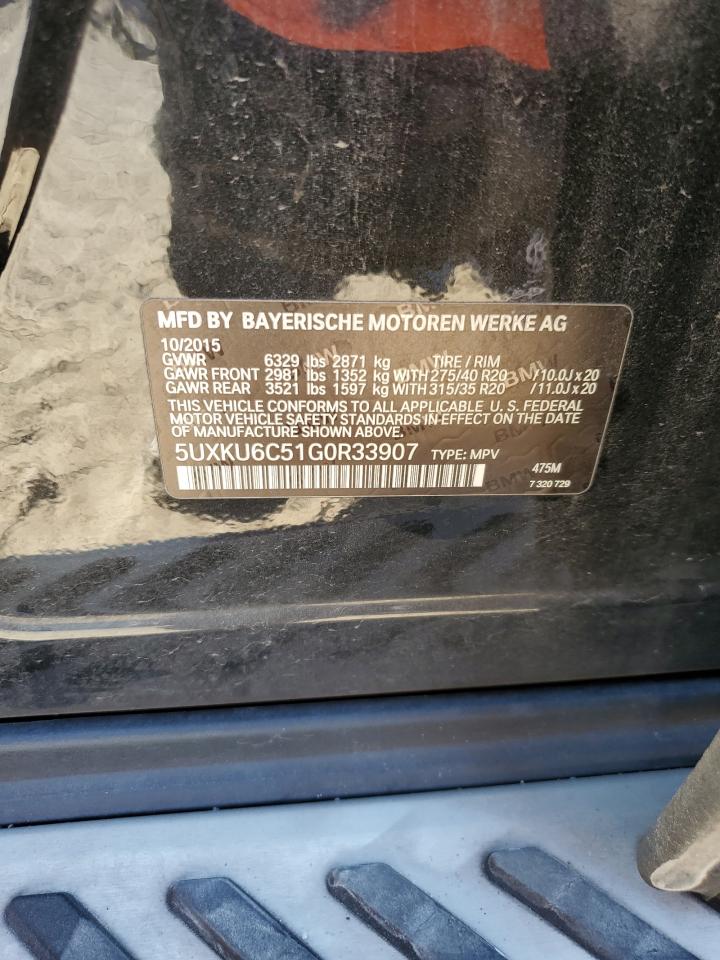 MFD BY BAYERISCHE MOTOREN WERKE AG
10/2015
GVWR 6329 lbs 2871 kg TIRE / RIM
GAWR FRONT 2981 lbs 1352 kg WITH 275/40 R20 /10.0J x 20
GAWR REAR 3521 lbs 1597 kg WITH 315/35 R20 /11.0J x 20
THIS VEHICLE CONFORMS TO ALL APPLICABLE U. S. FEDERAL
MOTOR VEHICLE SAFETY STANDARDS IN EFFECT ON THE DATE
OF MANUFACTURE SHOWN ABOVE.
5UXKU6C51G0R33907 TYPE: MPV
475M
7 320 729